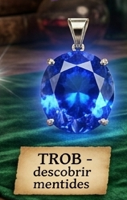 TROB -
descobrir
mentides